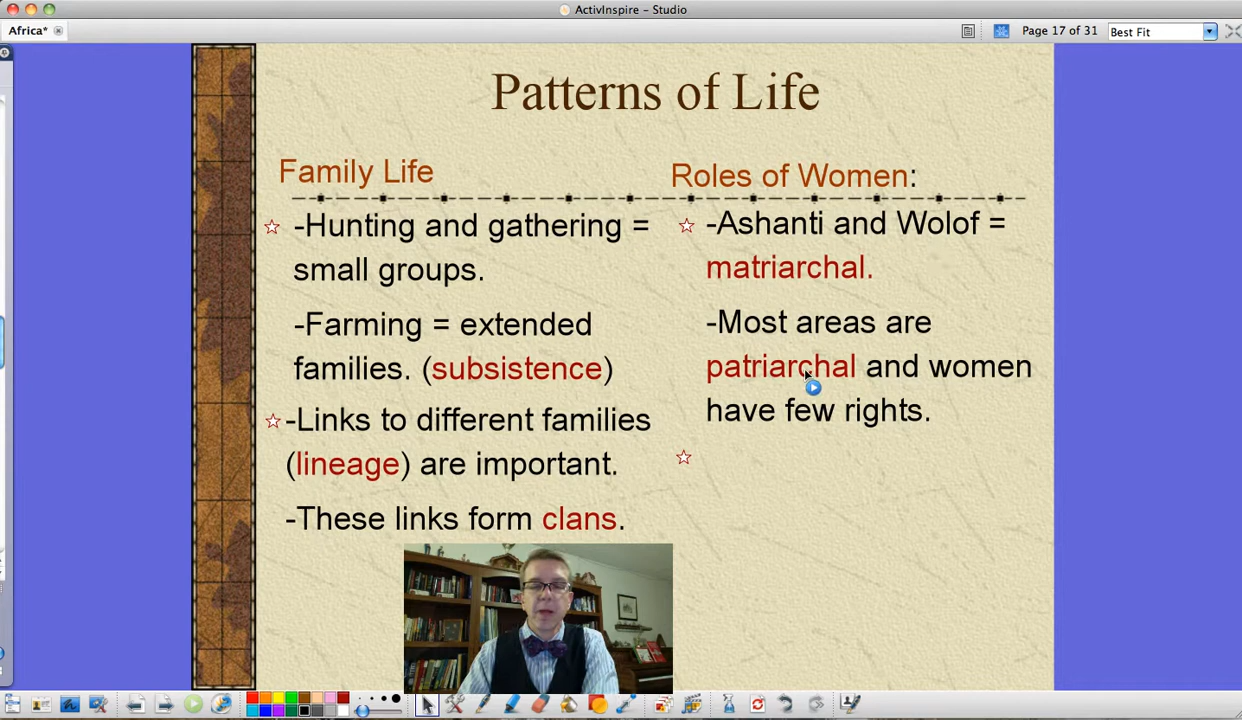 ActivInspire - Studio
Africa*
Page 17 of 31
Best Fit
Patterns of Life
Family Life
-Hunting and gathering =
small groups.
-Farming = extended
families. (subsistence)
-Links to different families
(lineage) are important.
-These links form clans.
Roles of Women:
-Ashanti and Wolof =
matriarchal.
-Most areas are
patriarchal and women
have few rights.